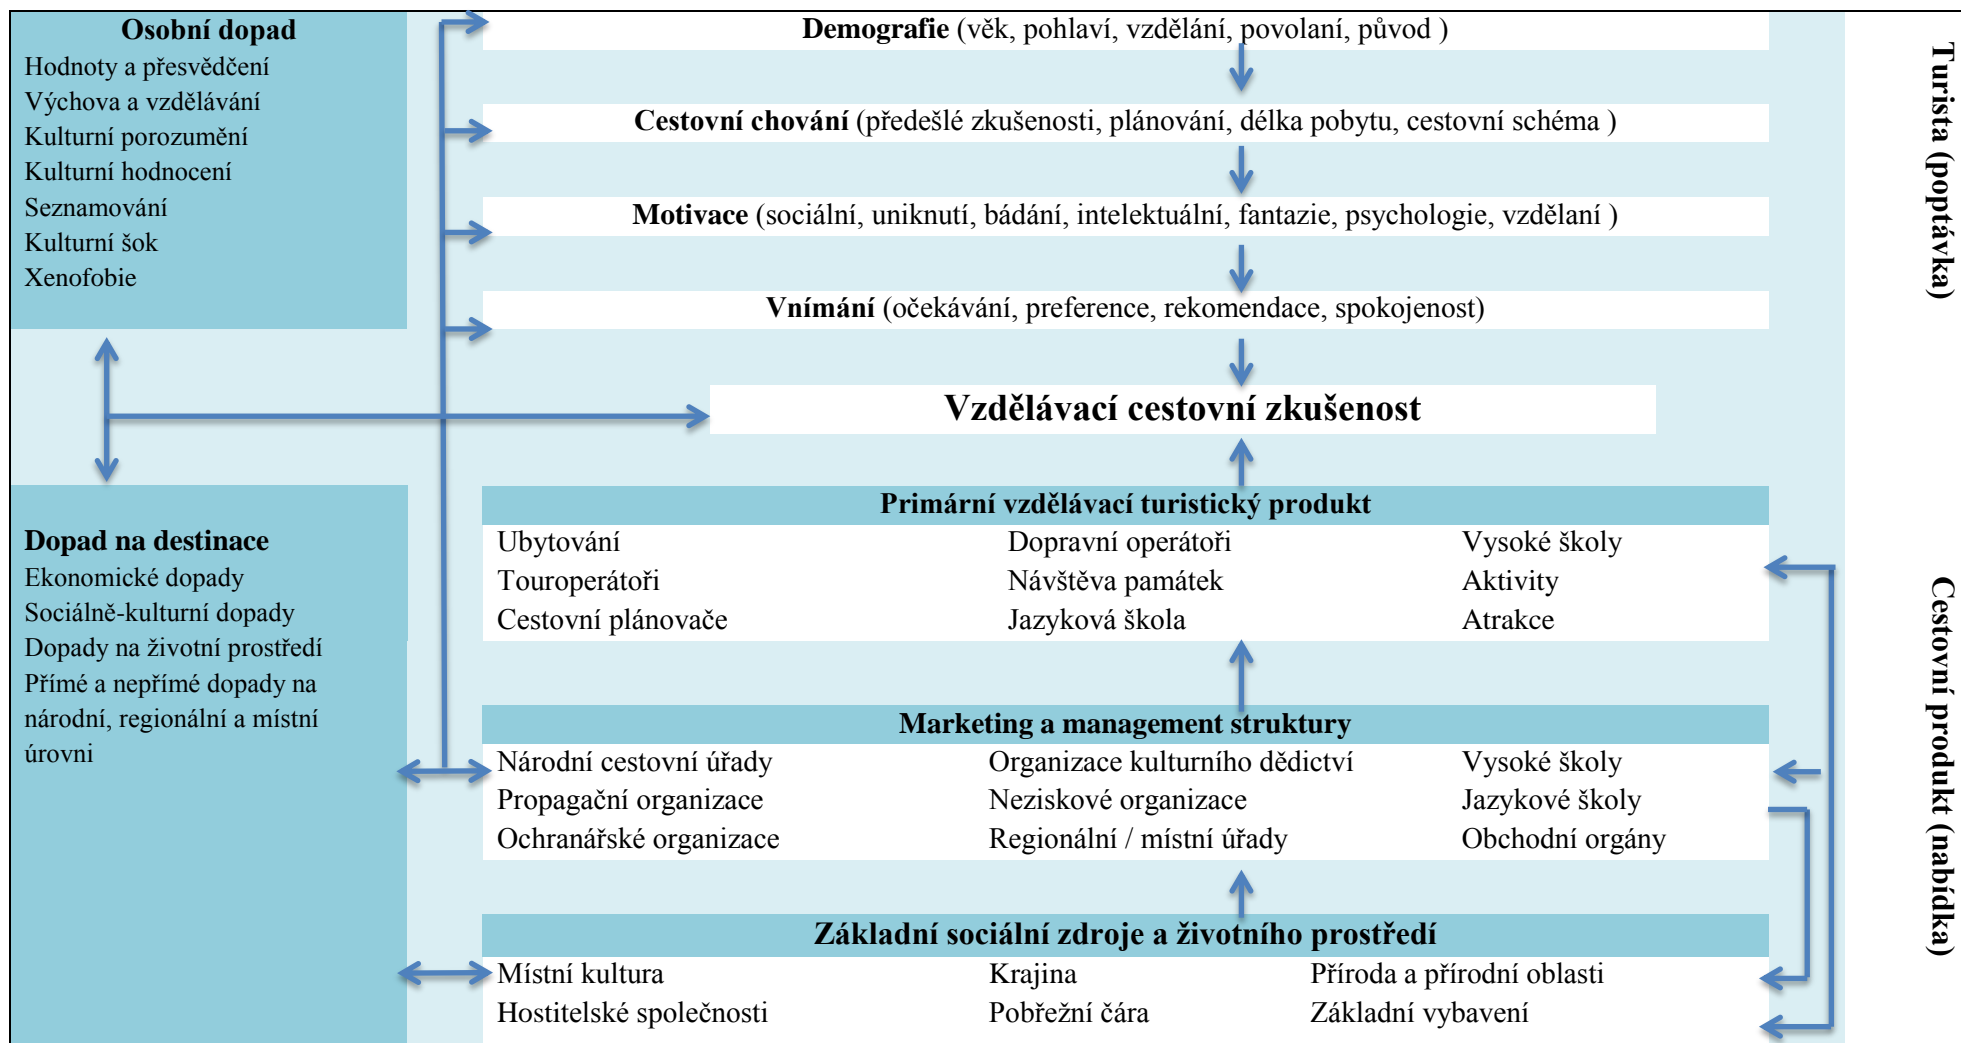 Osobní dopad
Hodnoty a přesvědčení
Výchova a vzdělávání
Kulturní porozumění
Kulturní hodnocení
Seznamování
Kulturní šok
Xenofobie
Demografie (věk, pohlaví, vzdělání, povolaní, původ )
Cestovní chování (předešlé zkušenosti, plánování, délka pobytu, cestovní schéma )
Motivace (sociální, uniknutí, bádání, intelektuální, fantazie, psychologie, vzdělaní )
Vnímání (očekávání, preference, rekomendace, spokojenost)
Turista (poptávka)
Vzdělávací cestovní zkušenost
Dopad na destinace
Ekonomické dopady
Sociálně-kulturní dopady
Dopady na životní prostředí
Přímé a nepřímé dopady na
národní, regionální a místní
úrovni
Primární vzdělávací turistický produkt
Ubytování Dopravní operátoři Vysoké školy
Touroperátoři Návštěva památek Aktivity
Cestovní plánovače Jazyková škola Atrakce
Marketing a management struktury
Národní cestovní úřady Organizace kulturního dědictví Vysoké školy
Propagační organizace Neziskové organizace Jazykové školy
Ochranářské organizace Regionální / místní úřady Obchodní orgány
Základní sociální zdroje a životního prostředí
Místní kultura Krajina Příroda a přírodní oblasti
Hostitelské společnosti Pobřežní čára Základní vybavení
Cestovní produkt (nabídka)